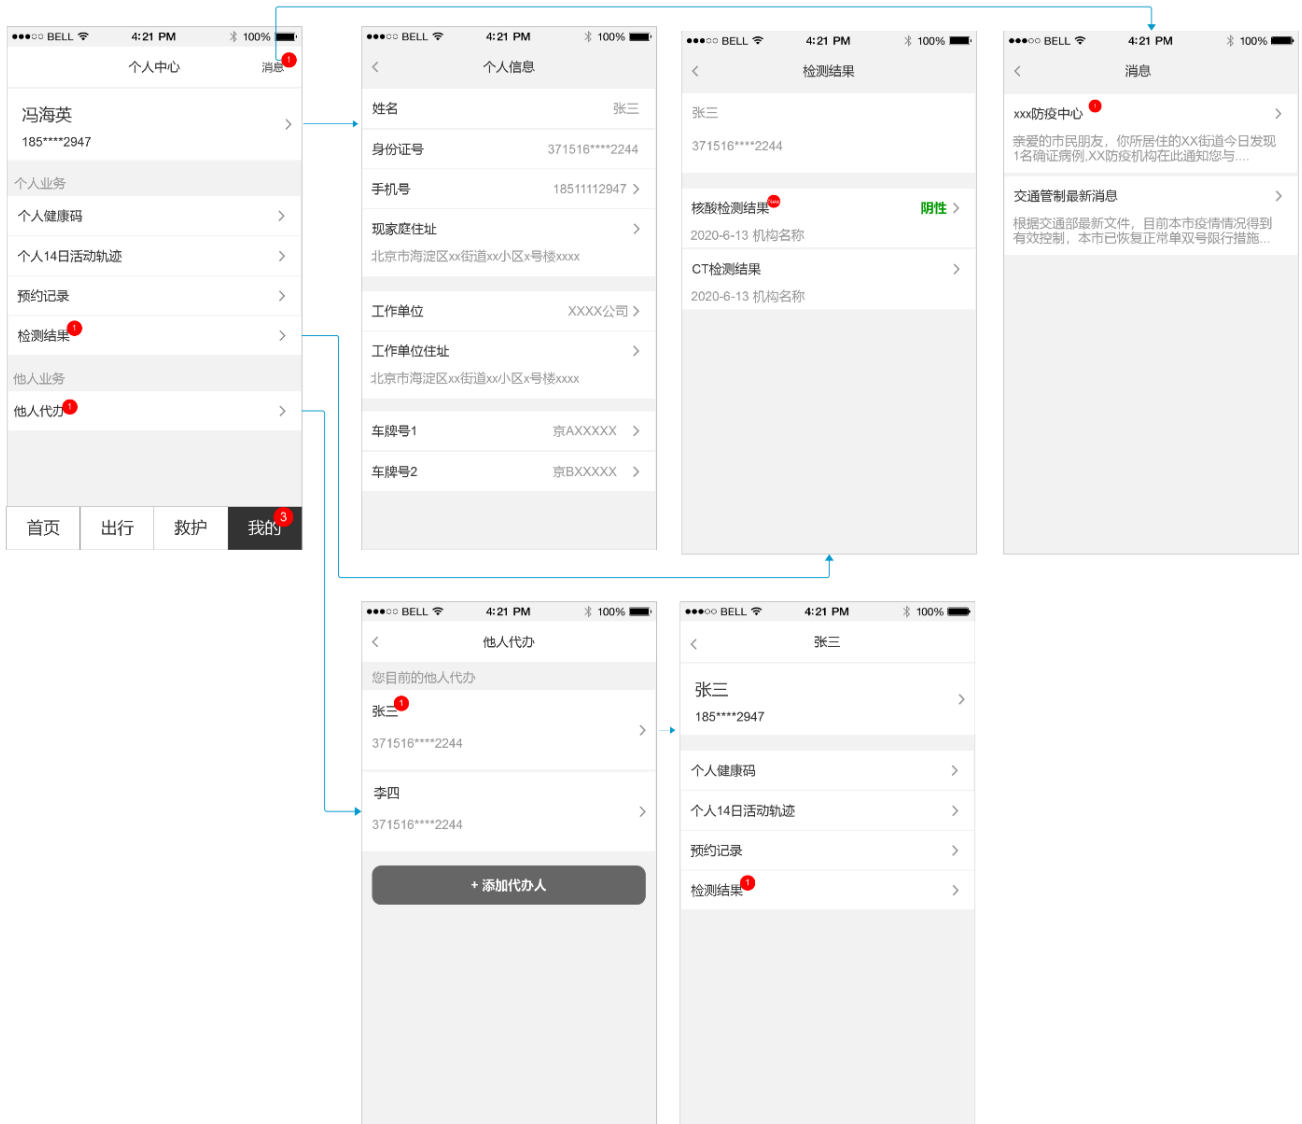 BELL 4:21 PM 100%
个人中心 消息 1
冯海英
185****2947
个人业务
个人健康码
个人14日活动轨迹
预约记录
检测结果 1
他人业务
他人代办 1
首页 出行 救护 我的 3
BELL 4:21 PM 100%
个人信息
姓名 张三
身份证号 371516****2244
手机号 18511112947
现家庭住址
北京市海淀区xx街道xx小区x号楼xxxx
工作单位 XXXX公司
工作单位住址
北京市海淀区xx街道xx小区x号楼xxxx
车牌号1 京AXXXXX
车牌号2 京BXXXXX
BELL 4:21 PM 100%
检测结果
张三
371516****2244
核酸检测结果 New 阴性
2020-6-13 机构名称
CT检测结果
2020-6-13 机构名称
BELL 4:21 PM 100%
消息
xxx防疫中心 1
亲爱的市民朋友，你所居住的XX街道今日发现
1名确证病例,XX防疫机构在此通知您与....
交通管制最新消息
根据交通部最新文件，目前本市疫情情况得到
有效控制，本市已恢复正常单双号限行措施...
BELL 4:21 PM 100%
他人代办
您目前的他人代办
张三 1
371516****2244
李四
371516****2244
+ 添加代办人
BELL 4:21 PM 100%
张三
张三
185****2947
个人健康码
个人14日活动轨迹
预约记录
检测结果 1